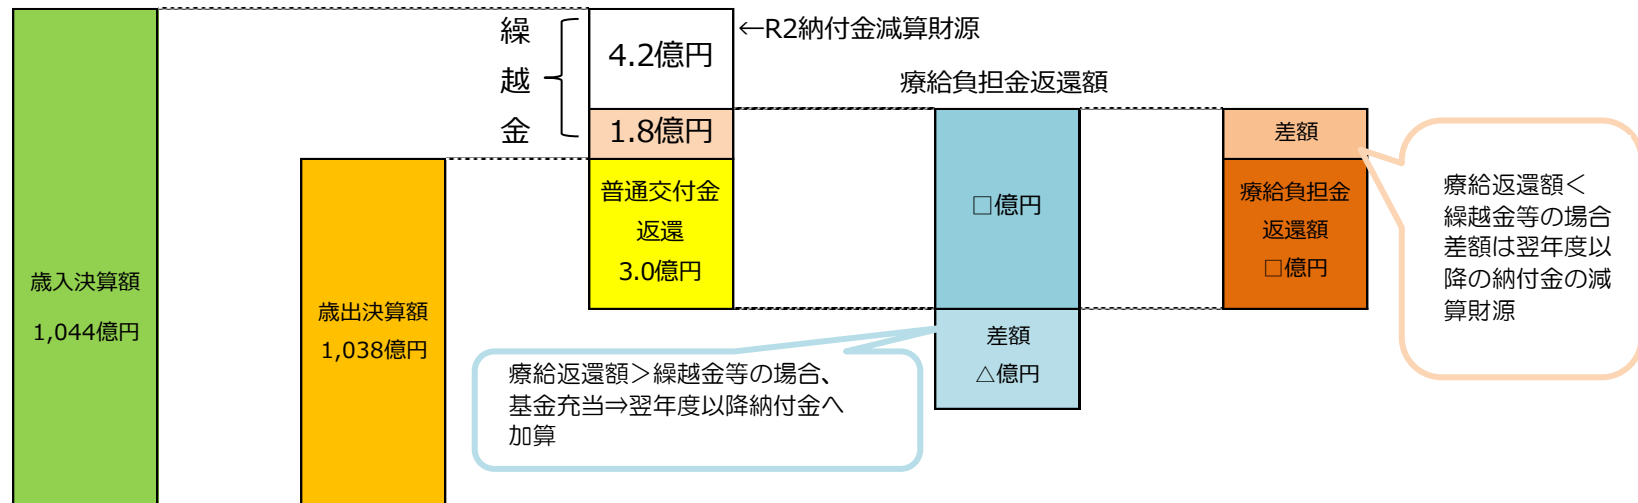 歳入決算額
1,044億円
歳出決算額
1,038億円
繰
越
金
4.2億円
←R2納付金減算財源
1.8億円
普通交付金
返還
3.0億円
療給負担金返還額
□億円
差額
△億円
療給返還額＞繰越金等の場合、
基金充当⇒翌年度以降納付金へ
加算
差額
療給負担金
返還額
□億円
療給返還額＜
繰越金等の場合
差額は翌年度以
降の納付金の減
算財源